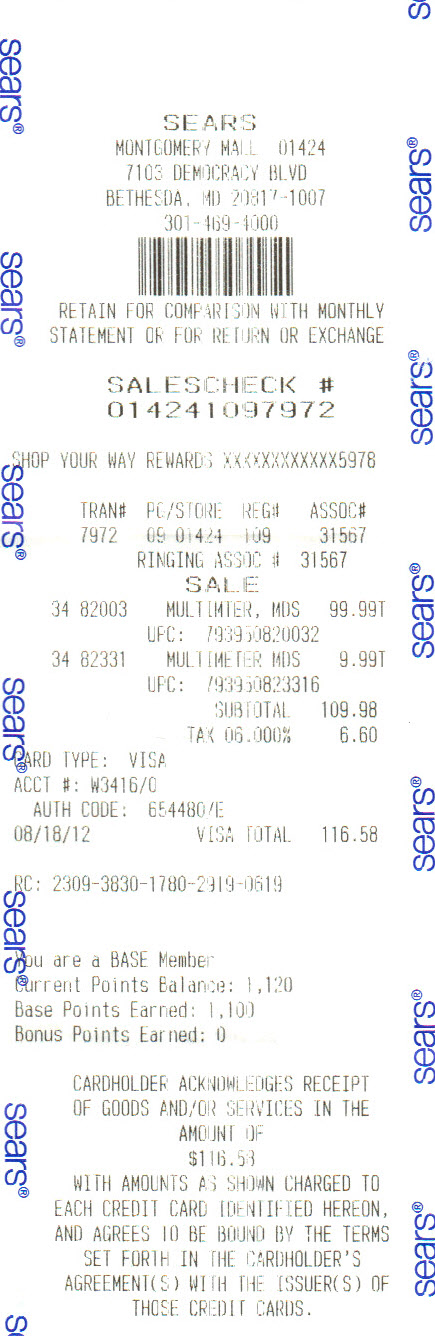 SEARS
MONTGOMERY MALL 01424
7103 DEMOCRACY BLVD
BETHESDA, MD 20817-1007
301-469-4000
RETAIN FOR COMPARISON WITH MONTHLY
STATEMENT OR FOR RETURN OR EXCHANGE
SALESCHECK #
014241097972
SHOP YOUR WAY REWARDS XXXXXXXXXXXX5978
TRAN# PG/STORE REG# ASSOC#
7972 09 01424 109 31567
RINGING ASSOC # 31567
SALE
34 82003 MULTIMTER, MDS 99.99T
UPC: 793950820032
34 82331 MULTIMETER MDS 9.99T
UPC: 793950823316
SUBTOTAL 109.98
TAX 06.000% 6.60
CARD TYPE: VISA
ACCT #: W3416/0
AUTH CODE: 654480/E
08/18/12 VISA TOTAL 116.58
RC: 2309-3830-1780-2919-0619
You are a BASE Member
Current Points Balance: 1,120
Base Points Earned: 1,100
Bonus Points Earned: 0
CARDHOLDER ACKNOWLEDGES RECEIPT
OF GOODS AND/OR SERVICES IN THE
AMOUNT OF
$116.58
WITH AMOUNTS AS SHOWN CHARGED TO
EACH CREDIT CARD IDENTIFIED HEREON,
AND AGREES TO BE BOUND BY THE TERMS
SET FORTH IN THE CARDHOLDER'S
AGREEMENT(S) WITH THE ISSUER(S) OF
THOSE CREDIT CARDS.
sears®
sears®
sears®
sears®
sears®
sears®
sears®
sears®
sears®
sears®
sears®
sears®